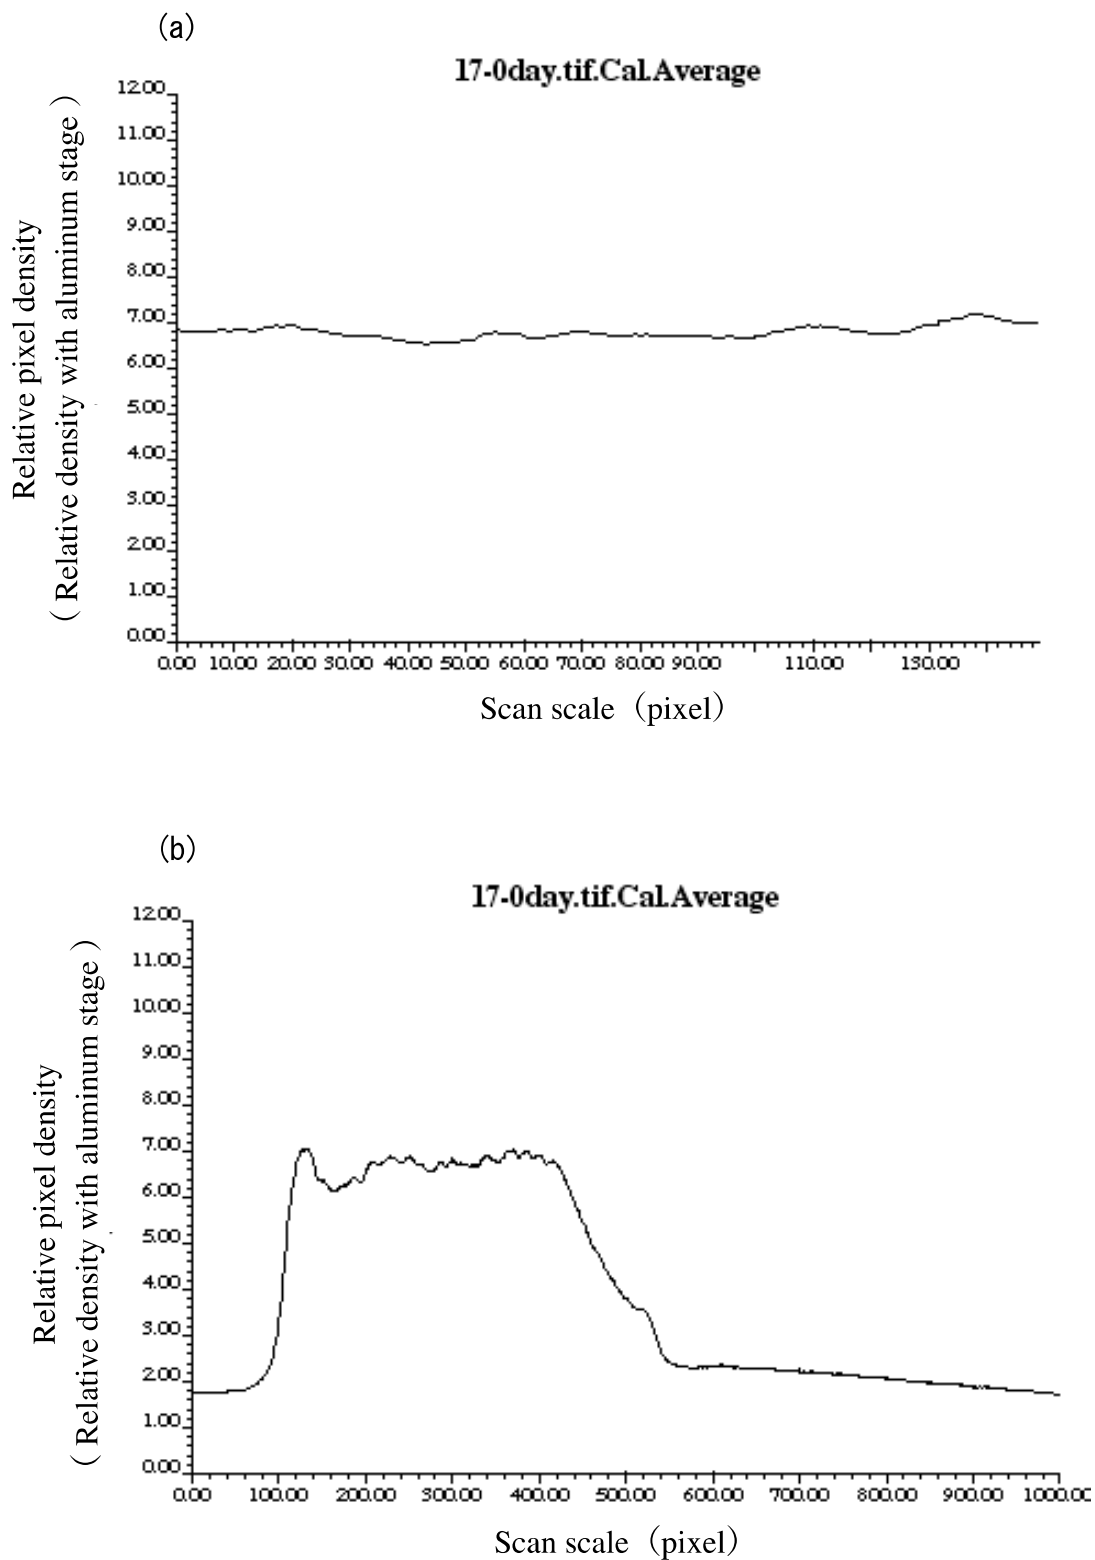 (a)
17-0day.tif.Cal.Average
Relative pixel density
( Relative density with aluminum stage )
12.00
11.00
10.00
9.00
8.00
7.00
6.00
5.00
4.00
3.00
2.00
1.00
0.00
0.00 10.00 20.00 30.00 40.00 50.00 60.00 70.00 80.00 90.00 110.00 130.00
Scan scale (pixel)
(b)
17-0day.tif.Cal.Average
Relative pixel density
( Relative density with aluminum stage )
12.00
11.00
10.00
9.00
8.00
7.00
6.00
5.00
4.00
3.00
2.00
1.00
0.00
0.00 100.00 200.00 300.00 400.00 500.00 600.00 700.00 800.00 900.00 1000.00
Scan scale (pixel)